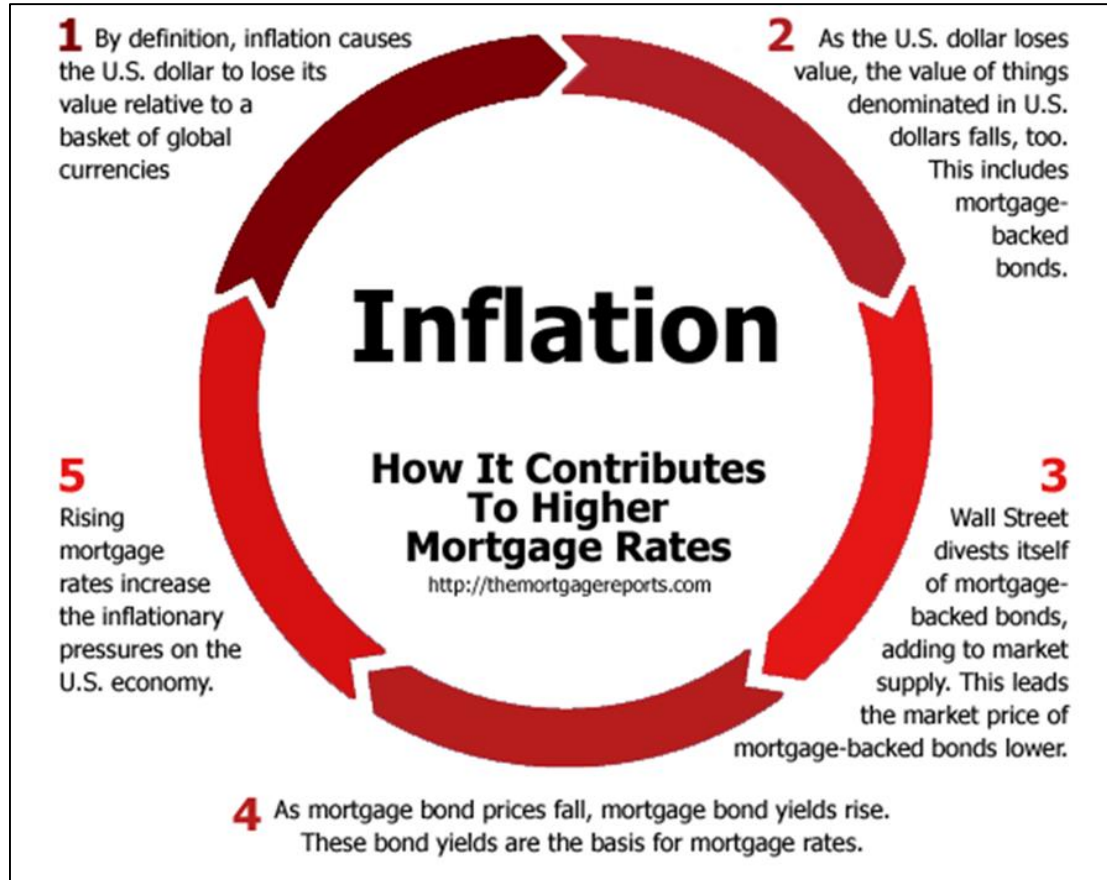 1 By definition, inflation causes
the U.S. dollar to lose its
value relative to a
basket of global
currencies
2 As the U.S. dollar loses
value, the value of things
denominated in U.S.
dollars falls, too.
This includes
mortgage-
backed
bonds.
Inflation
How It Contributes
To Higher
Mortgage Rates
http://themortgagereports.com
3
Wall Street
divests itself
of mortgage-
backed bonds,
adding to market
supply. This leads
the market price of
mortgage-backed bonds lower.
4 As mortgage bond prices fall, mortgage bond yields rise.
These bond yields are the basis for mortgage rates.
5
Rising
mortgage
rates increase
the inflationary
pressures on the
U.S. economy.